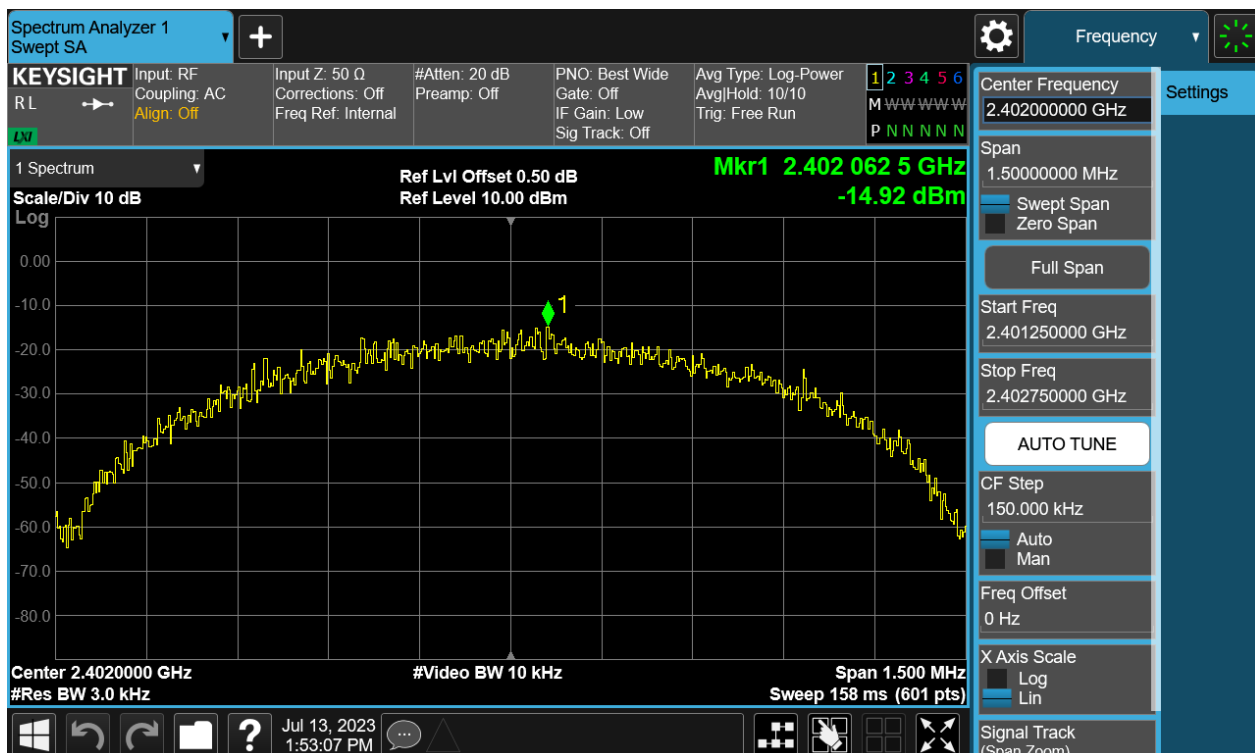 Spectrum Analyzer 1
Swept SA
+
Frequency
KEYSIGHT
R L
LXI
Input: RF
Coupling: AC
Align: Off
Input Z: 50 Ω
Corrections: Off
Freq Ref: Internal
#Atten: 20 dB
Preamp: Off
PNO: Best Wide
Gate: Off
IF Gain: Low
Sig Track: Off
Avg Type: Log-Power
Avg|Hold: 10/10
Trig: Free Run
1 2 3 4 5 6
M W W W W W
P N N N N N
1 Spectrum
Scale/Div 10 dB
Log
Ref Lvl Offset 0.50 dB
Ref Level 10.00 dBm
Mkr1 2.402 062 5 GHz
-14.92 dBm
1
0.00
-10.0
-20.0
-30.0
-40.0
-50.0
-60.0
-70.0
-80.0
Center 2.4020000 GHz
#Res BW 3.0 kHz
#Video BW 10 kHz
Span 1.500 MHz
Sweep 158 ms (601 pts)
Center Frequency
2.402000000 GHz
Span
1.50000000 MHz
Swept Span
Zero Span
Full Span
Start Freq
2.401250000 GHz
Stop Freq
2.402750000 GHz
AUTO TUNE
CF Step
150.000 kHz
Auto
Man
Freq Offset
0 Hz
X Axis Scale
Log
Lin
Signal Track
(Span Zoom)
Settings
?
Jul 13, 2023
1:53:07 PM